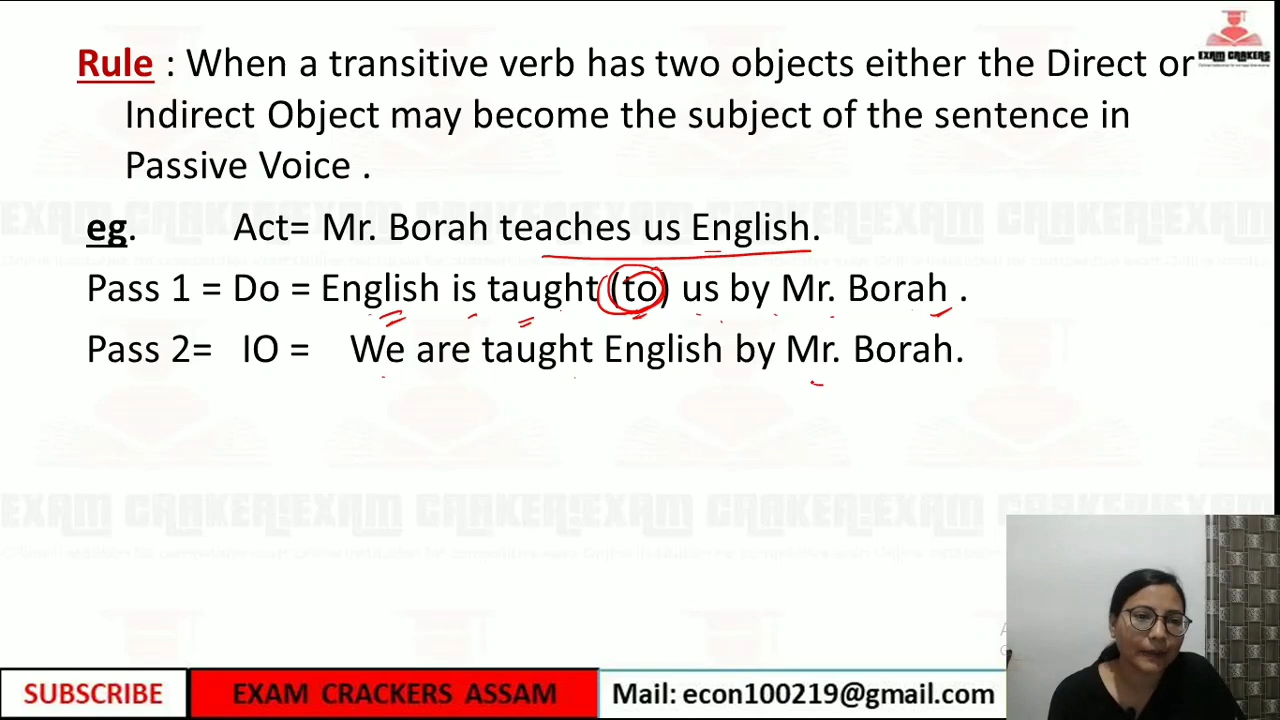 Rule : When a transitive verb has two objects either the Direct or
Indirect Object may become the subject of the sentence in
Passive Voice .
eg. Act= Mr. Borah teaches us English.
Pass 1 = Do = English is taught (to) us by Mr. Borah .
Pass 2= IO = We are taught English by Mr. Borah.
EXAM CRAKERS
SUBSCRIBE EXAM CRACKERS ASSAM Mail: econ100219@gmail.com